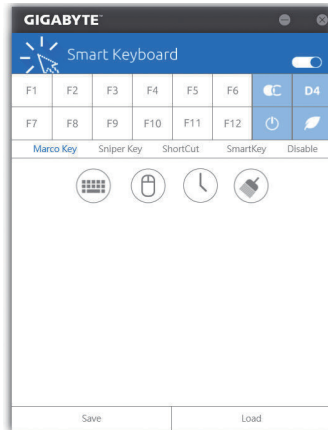 GIGABYTE™
Smart Keyboard
F1 F2 F3 F4 F5 F6 D4
F7 F8 F9 F10 F11 F12
Marco Key Sniper Key ShortCut SmartKey Disable
Save Load